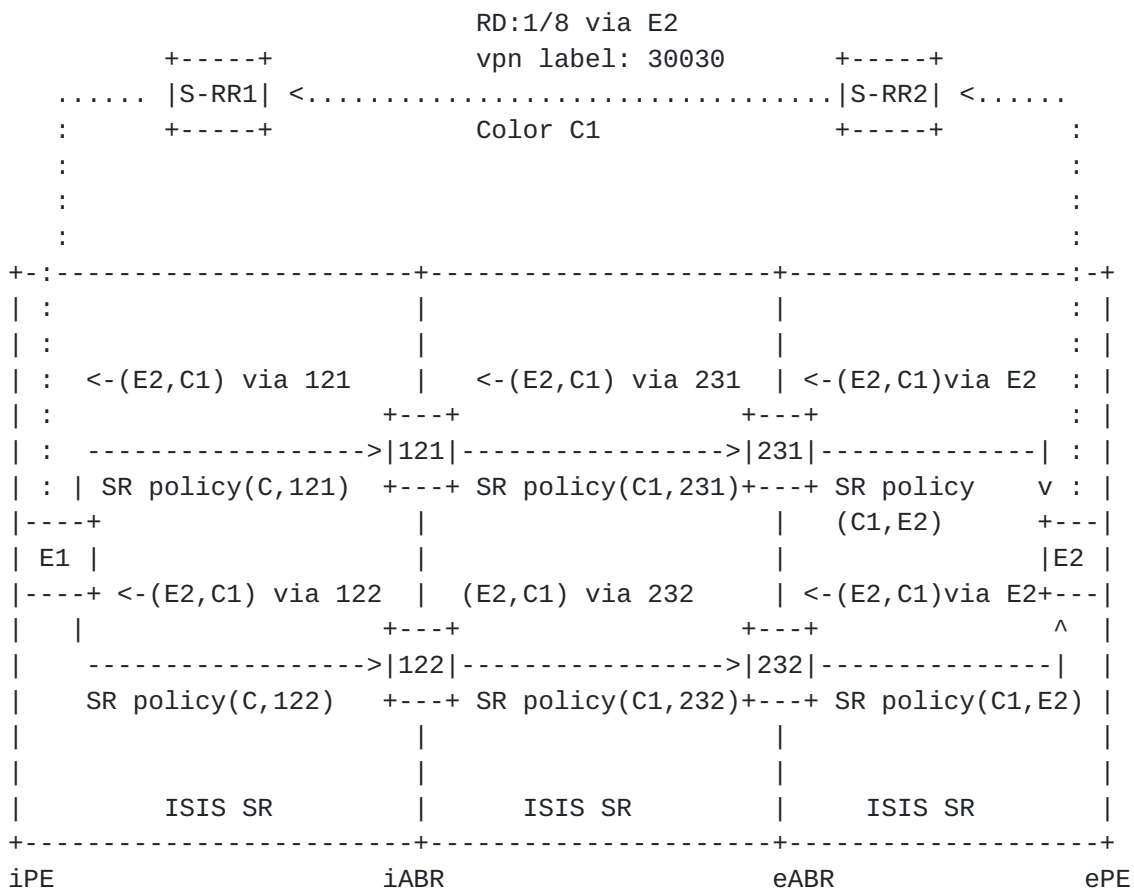 RD:1/8 via E2
          +-----+            vpn label: 30030       +-----+
   ...... |S-RR1| <.................................|S-RR2| <......
   :      +-----+            Color C1               +-----+       :
   :                                                              :
   :                                                              :
   :                                                              :
+-:----------------------+---------------------+------------------:-+
| :                      |                     |                  : |
| :                      |                     |                  : |
| :  <-(E2,C1) via 121   |   <-(E2,C1) via 231 | <-(E2,C1)via E2  : |
| :                    +---+                 +---+                : |
| :  ----------------->|121|---------------->|231|--------------| : |
| : | SR policy(C,121) +---+ SR policy(C1,231)+---+ SR policy    v : |
|----+                   |                     |   (C1,E2)      +---|
| E1 |                   |                     |                |E2 |
|----+ <-(E2,C1) via 122 |  (E2,C1) via 232    | <-(E2,C1)via E2+---|
|   |                  +---+                 +---+               ^  |
|    ----------------->|122|---------------->|232|---------------|  |
|    SR policy(C,122)  +---+ SR policy(C1,232)+---+ SR policy(C1,E2) |
|                        |                     |                    |
|                        |                     |                    |
|         ISIS SR        |      ISIS SR        |     ISIS SR        |
+------------------------+---------------------+--------------------+
iPE                    iABR                  eABR               ePE